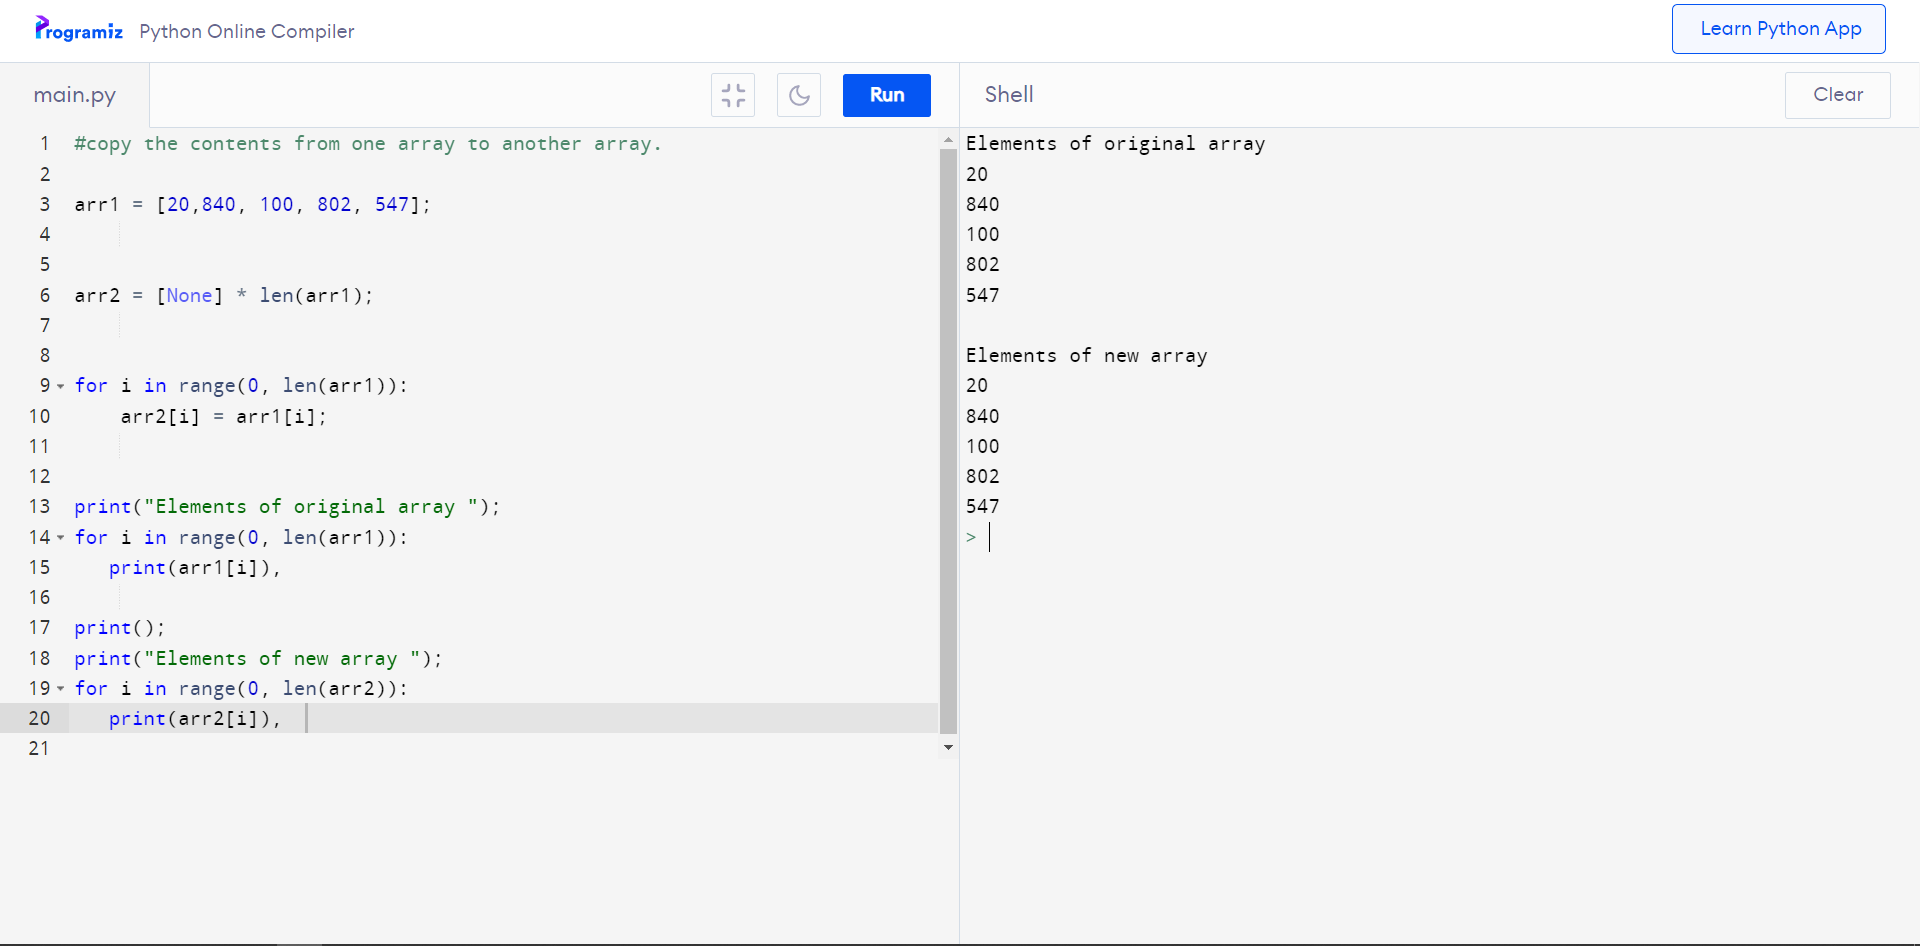 Programiz Python Online Compiler
Learn Python App
main.py
Run
Shell
Clear
1 #copy the contents from one array to another array.
2
3 arr1 = [20,840, 100, 802, 547];
4
5
6 arr2 = [None] * len(arr1);
7
8
9 for i in range(0, len(arr1)):
10     arr2[i] = arr1[i];
11
12
13 print("Elements of original array ");
14 for i in range(0, len(arr1)):
15    print(arr1[i]),
16
17 print();
18 print("Elements of new array ");
19 for i in range(0, len(arr2)):
20    print(arr2[i]),
21
Elements of original array
20
840
100
802
547
Elements of new array
20
840
100
802
547
>